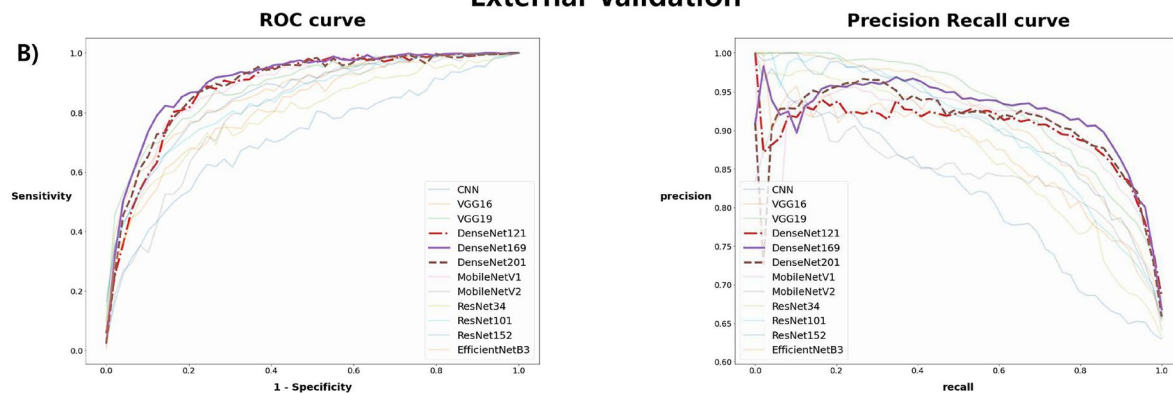 External Validation
B)
ROC curve
1.0
0.8
0.6
0.4
0.2
0.0
Sensitivity
0.0 0.2 0.4 0.6 0.8 1.0
1 - Specificity
CNN
VGG16
VGG19
DenseNet121
DenseNet169
DenseNet201
MobileNetV1
MobileNetV2
ResNet34
ResNet101
ResNet152
EfficientNetB3
Precision Recall curve
1.00
0.95
0.90
0.85
0.80
0.75
0.70
0.65
0.60
precision
0.0 0.2 0.4 0.6 0.8 1.0
recall
CNN
VGG16
VGG19
DenseNet121
DenseNet169
DenseNet201
MobileNetV1
MobileNetV2
ResNet34
ResNet101
ResNet152
EfficientNetB3